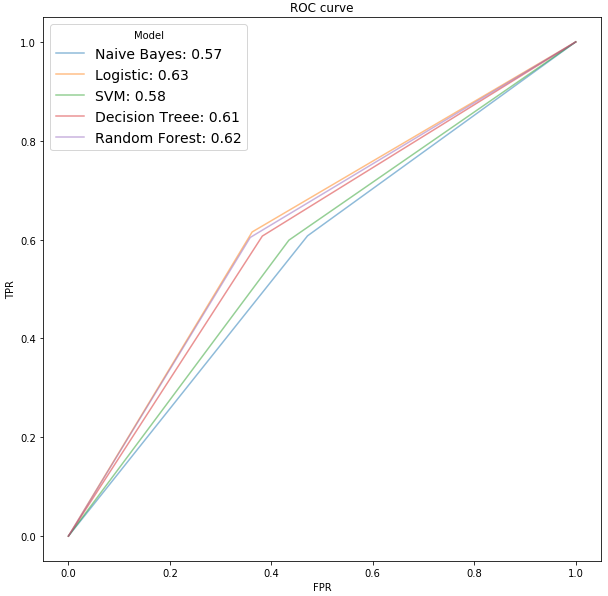 ROC curve
Model
Naive Bayes: 0.57
Logistic: 0.63
SVM: 0.58
Decision Treee: 0.61
Random Forest: 0.62
TPR
1.0
0.8
0.6
0.4
0.2
0.0
0.0 0.2 0.4 0.6 0.8 1.0
FPR